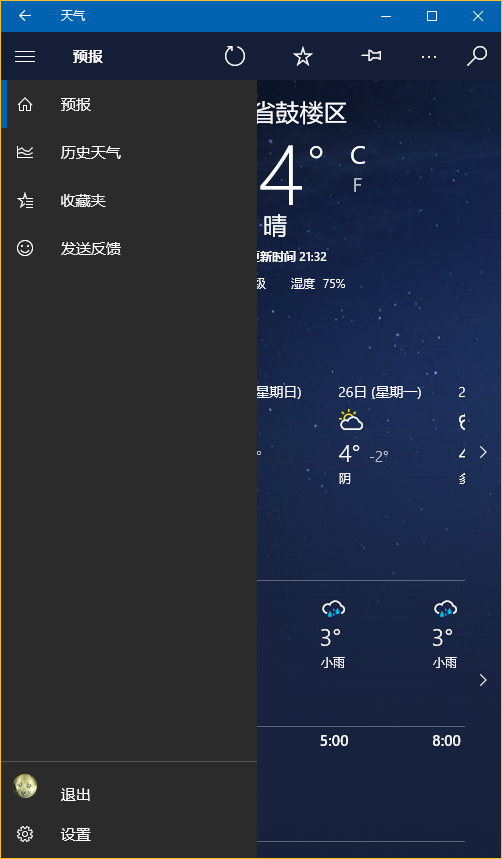 天气
预报
预报
历史天气
收藏夹
发送反馈
省鼓楼区
4°
C
F
晴
更新时间 21:32
级 湿度 75%
星期日)
26日 (星期一)
2
4° -2°
阴
3°
3°
小雨
小雨
5:00
8:00
退出
设置